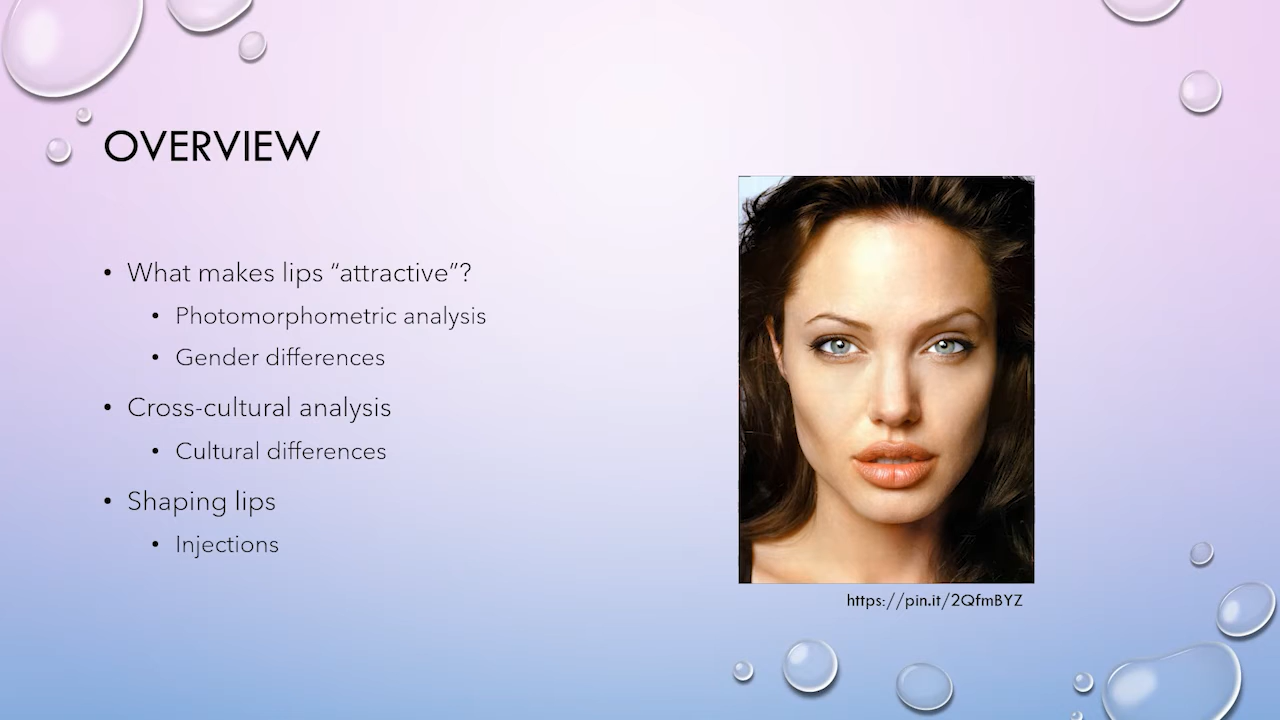 OVERVIEW
• What makes lips “attractive”?
• Photomorphometric analysis
• Gender differences
• Cross-cultural analysis
• Cultural differences
• Shaping lips
• Injections
https://pin.it/2QfmBYZ